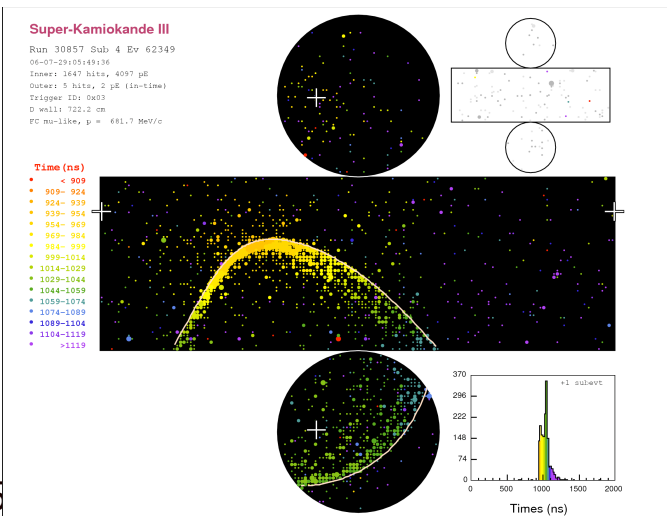 Super-Kamiokande III
Run 30857 Sub 4 Ev 62349
06-07-29:05:49:36
Inner: 1647 hits, 4097 pE
Outer: 5 hits, 2 pE (in-time)
Trigger ID: 0x03
D wall: 722.2 cm
FC mu-like, p = 681.7 MeV/c
Time(ns)
< 909
909- 924
924- 939
939- 954
954- 969
969- 984
984- 999
999-1014
1014-1029
1029-1044
1044-1059
1059-1074
1074-1089
1089-1104
1104-1119
>1119
+1 subevt
370
296
222
148
74
0
0 500 1000 1500 2000
Times (ns)